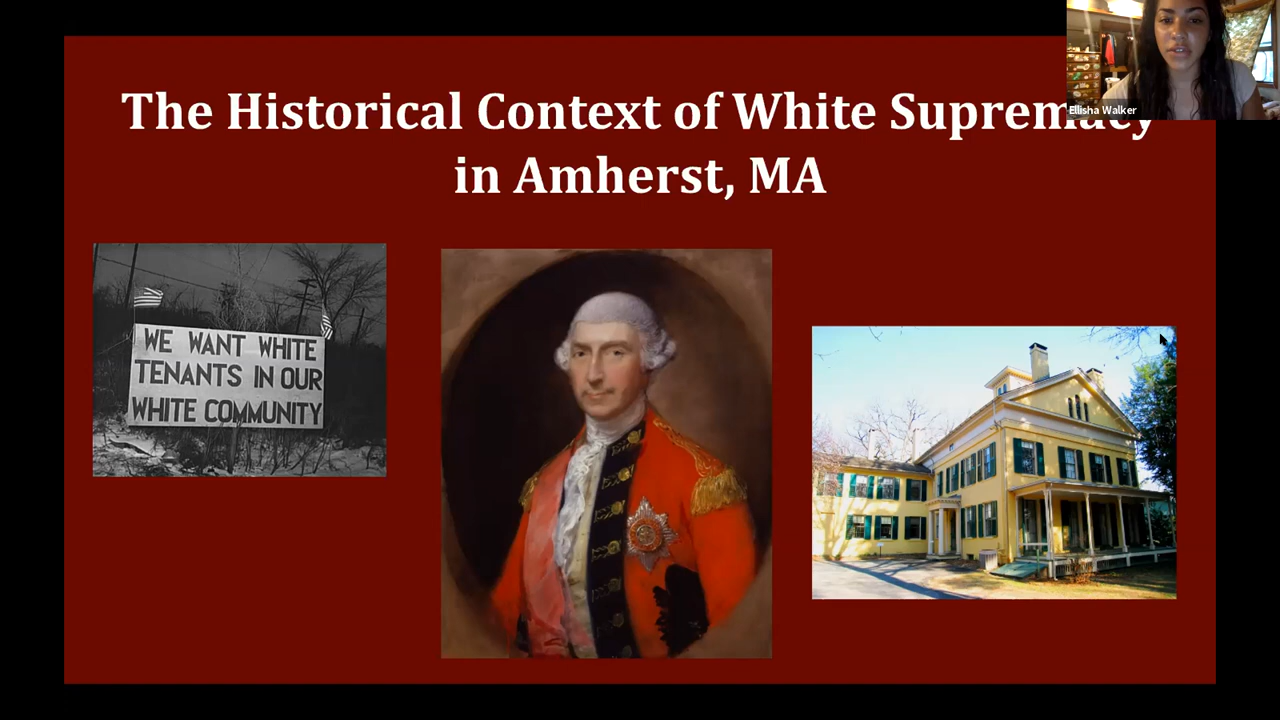 The Historical Context of White Supremacy
in Amherst, MA
Ellisha Walker
WE WANT WHITE
TENANTS IN OUR
WHITE COMMUNITY